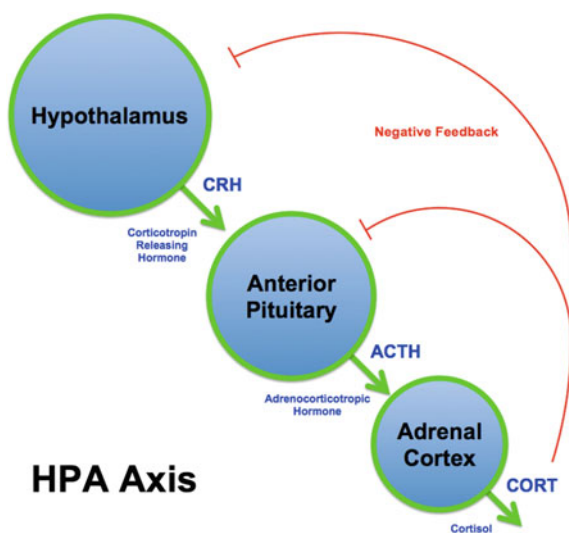 Hypothalamus
Negative Feedback
CRH
Corticotropin
Releasing
Hormone
Anterior
Pituitary
ACTH
Adrenocorticotropic
Hormone
Adrenal
Cortex
HPA Axis
CORT
Cortisol